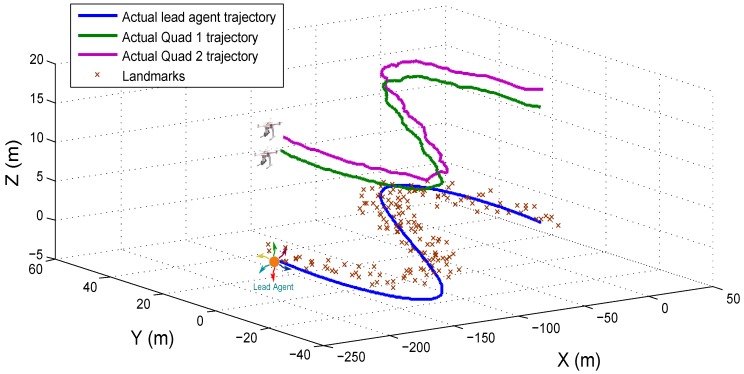 Actual lead agent trajectory
Actual Quad 1 trajectory
Actual Quad 2 trajectory
Landmarks
20
15
10
5
0
−5
Z (m)
60
40
20
0
−20
−40
Y (m)
−250
−200
−150
−100
−50
0
50
X (m)
Lead Agent